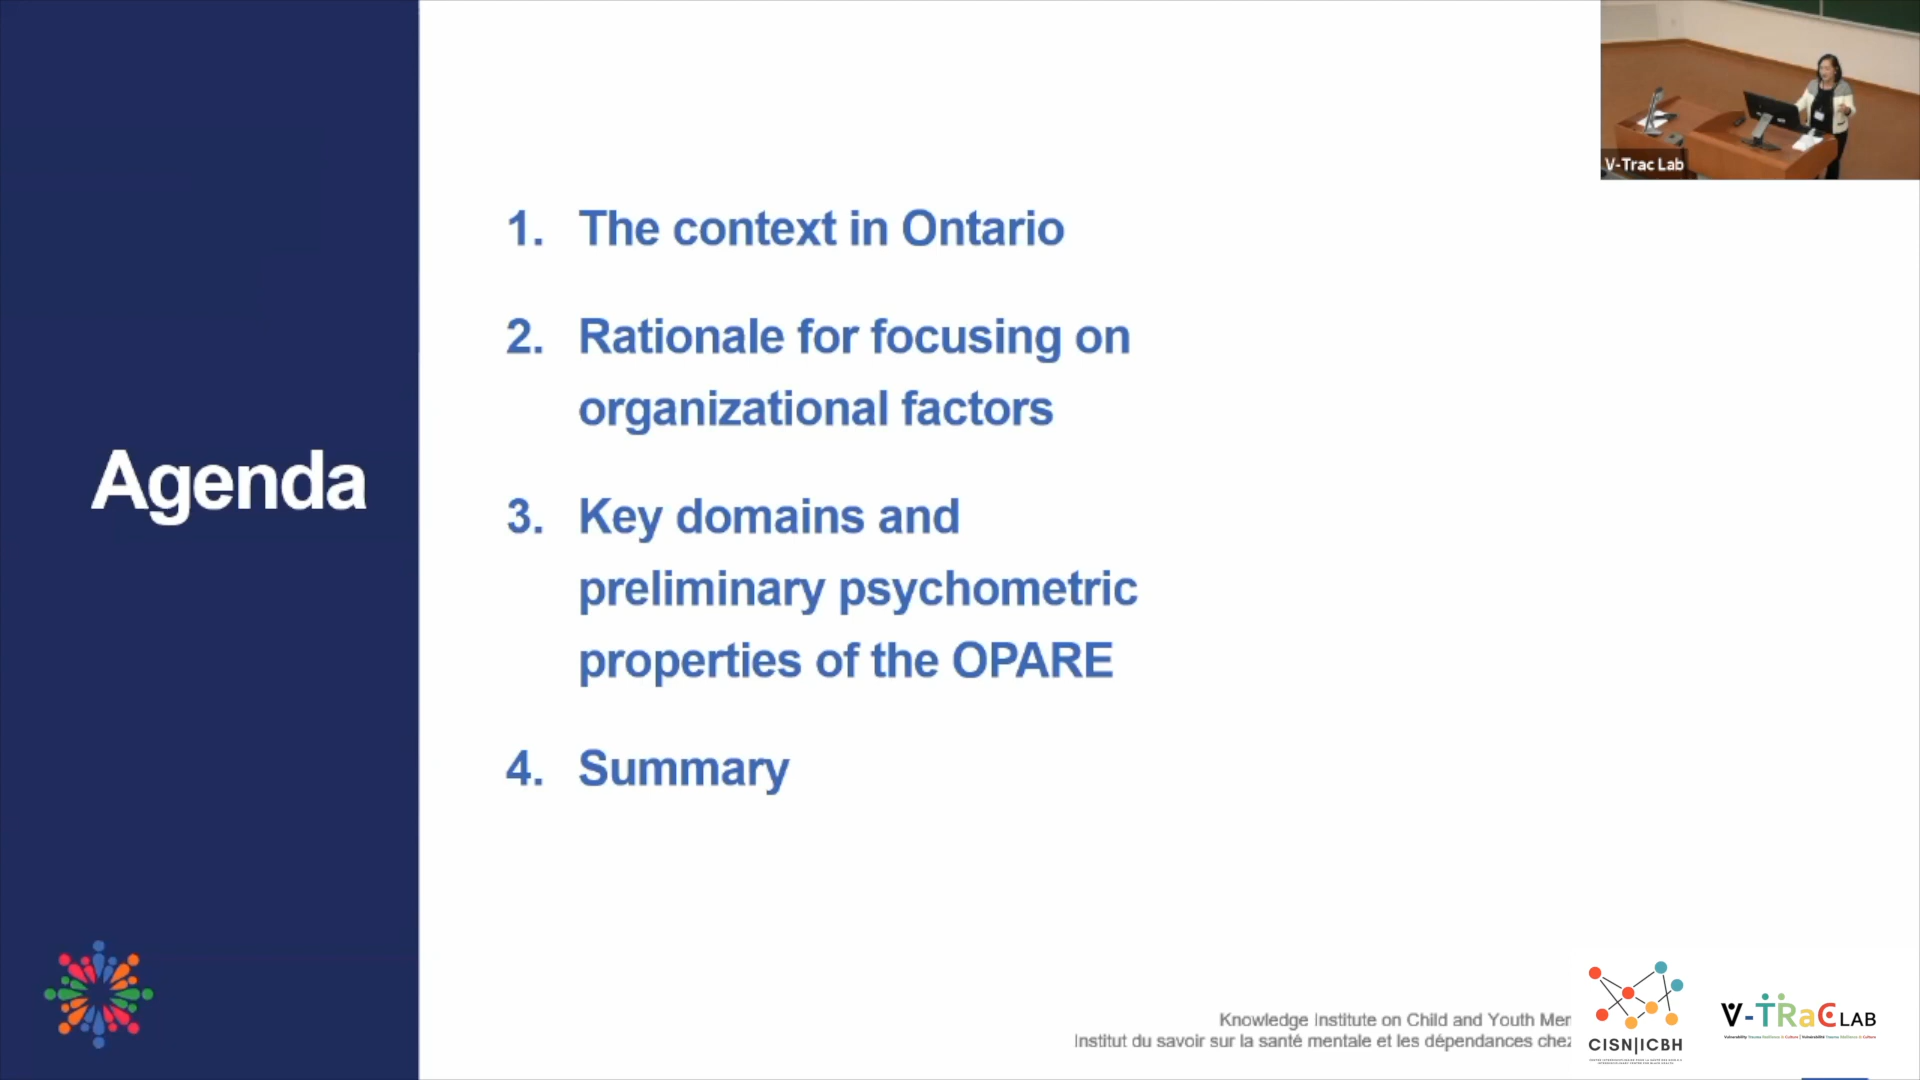 V-Trac Lab
Agenda
1. The context in Ontario
2. Rationale for focusing on
organizational factors
3. Key domains and
preliminary psychometric
properties of the OPARE
4. Summary
Knowledge Institute on Child and Youth Men
Institut du savoir sur la santé mentale et les dépendances chez
CISN|ICBH
V-TRaC LAB